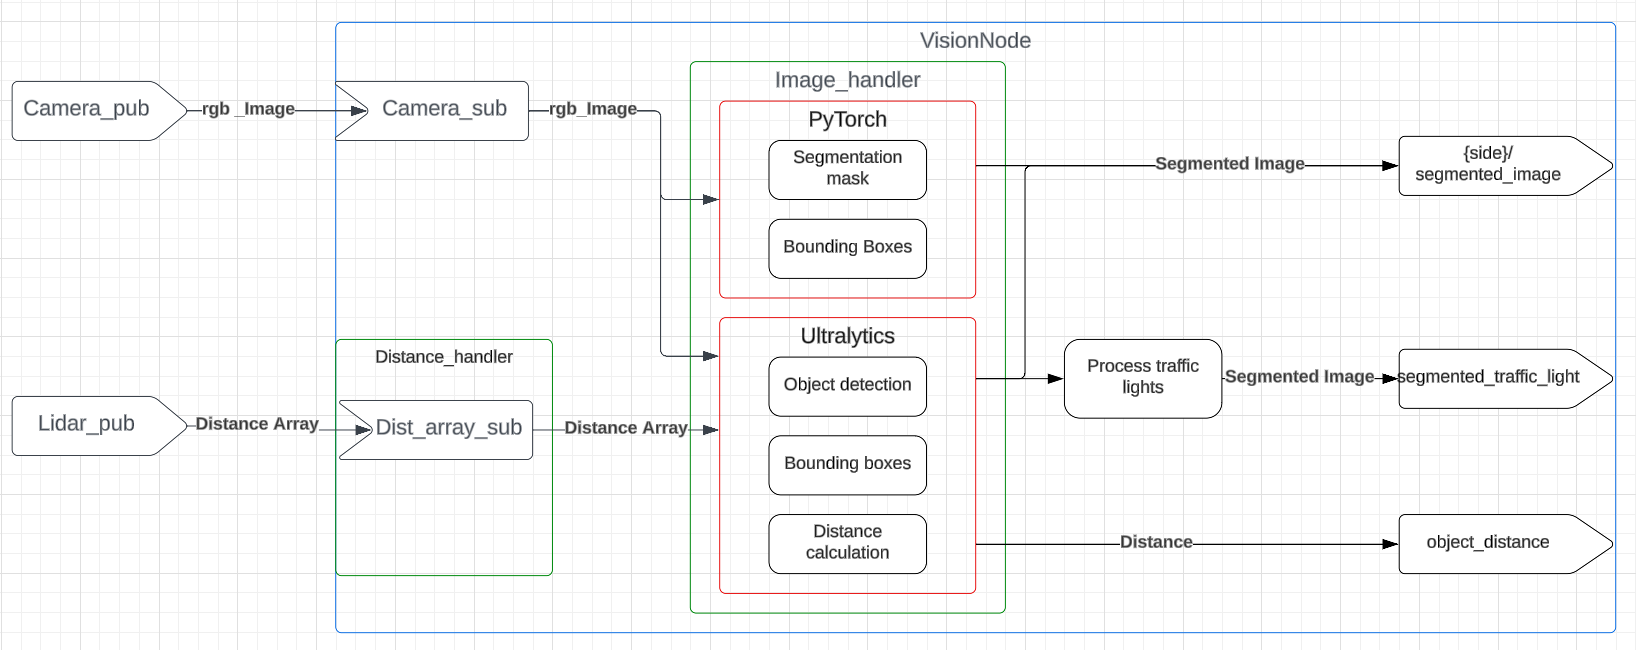 VisionNode
Camera_pub
rgb _Image
Camera_sub
rgb_Image
Image_handler
PyTorch
Segmentation
mask
Bounding Boxes
Segmented Image
{side}/
segmented_image
Distance_handler
Lidar_pub
Distance Array
Dist_array_sub
Distance Array
Ultralytics
Object detection
Bounding boxes
Distance
calculation
Process traffic
lights
Segmented Image
segmented_traffic_light
Distance
object_distance